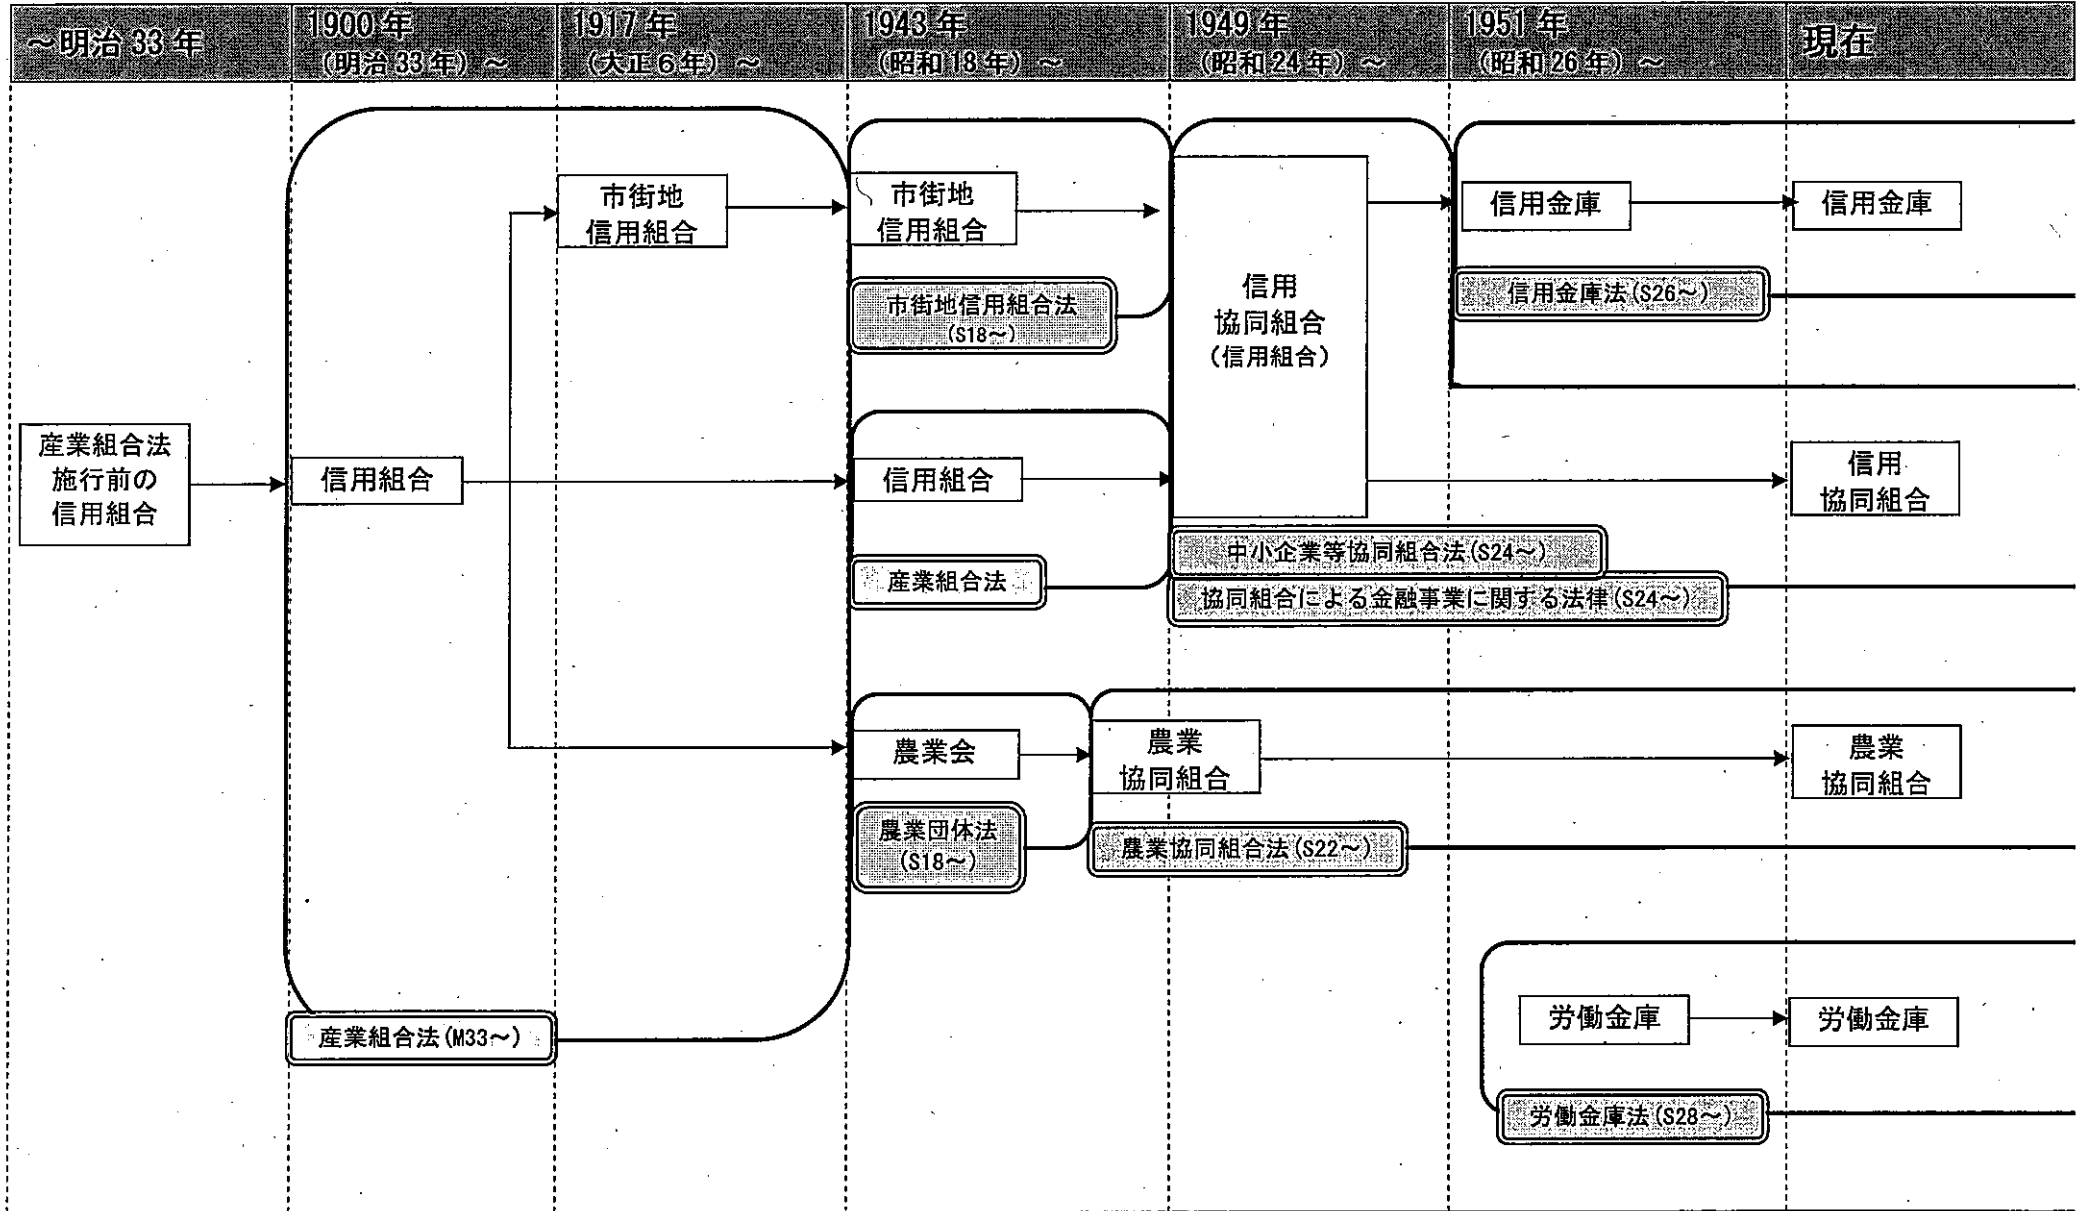 ～明治33年
1900年
(明治33年) ～
1917年
(大正6年) ～
1943年
(昭和18年) ～
1949年
(昭和24年) ～
1951年
(昭和26年) ～
現在
市街地
信用組合
市街地
信用組合
市街地信用組合法
(S18～)
信用
協同組合
(信用組合)
信用金庫
信用金庫
信用金庫法(S26～)
産業組合法
施行前の
信用組合
信用組合
信用組合
産業組合法
信用
協同組合
中小企業等協同組合法(S24～)
協同組合による金融事業に関する法律(S24～)
農業会
農業
協同組合
農業
協同組合
農業団体法
(S18～)
農業協同組合法(S22～)
産業組合法(M33～)
労働金庫
労働金庫
労働金庫法(S28～)